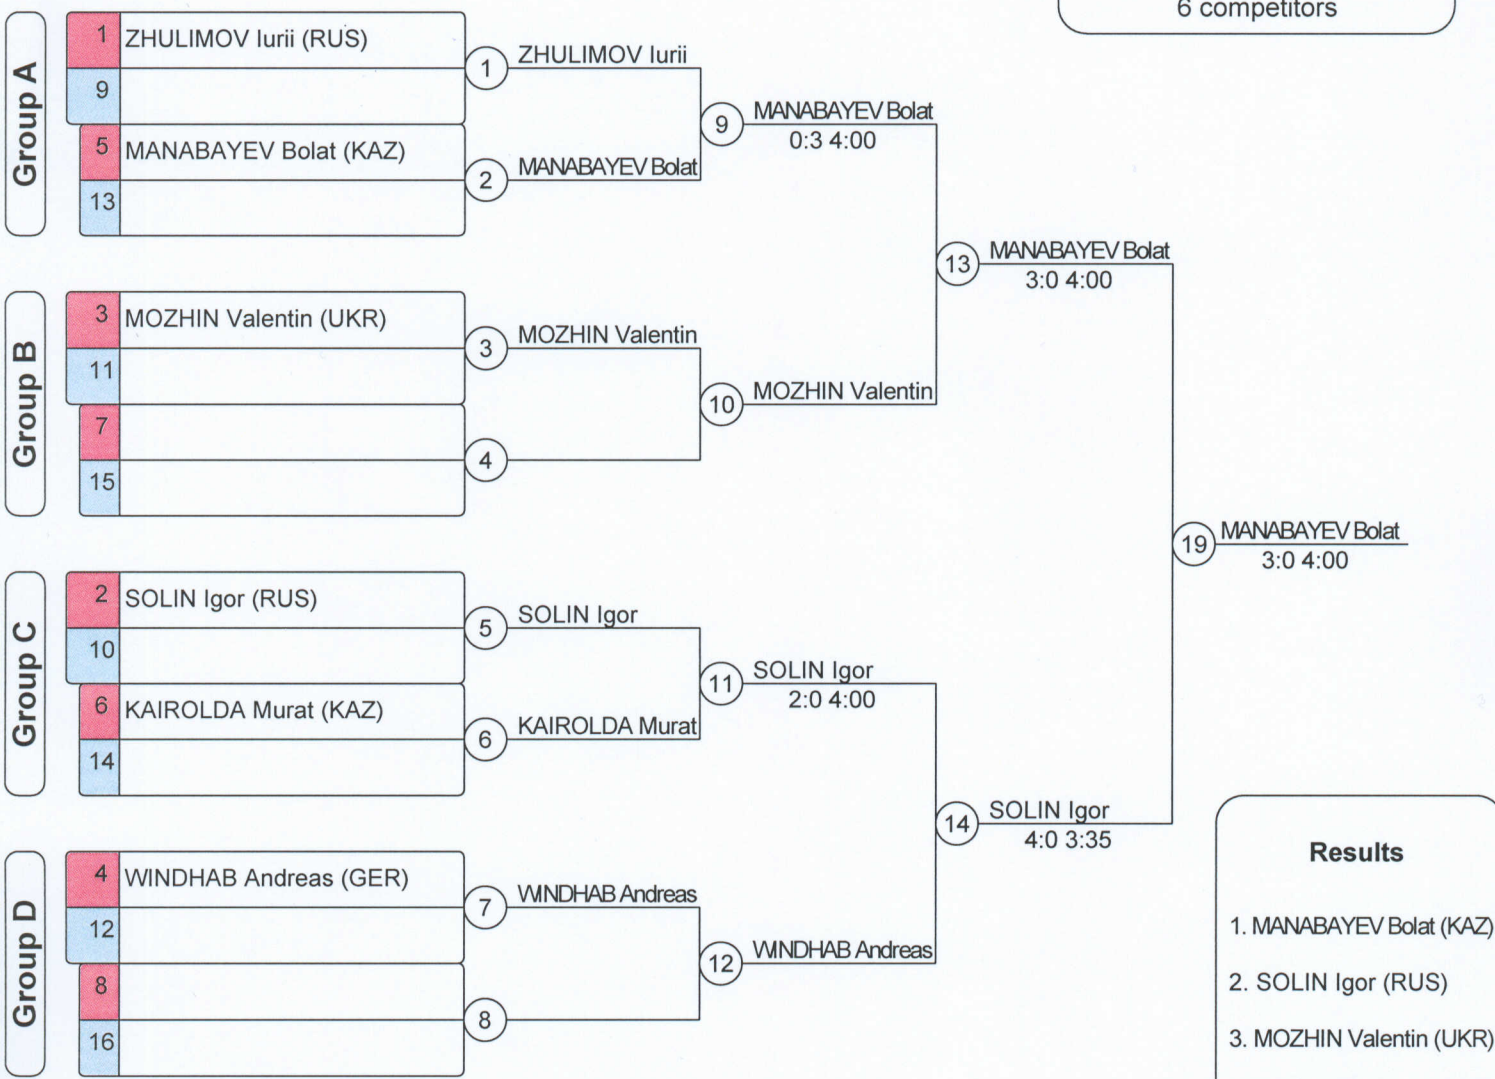 6 competitors
Group A
1 ZHULIMOV Iurii (RUS)
9
5 MANABAYEV Bolat (KAZ)
13
1 ZHULIMOV Iurii
2 MANABAYEV Bolat
9 MANABAYEV Bolat
0:3 4:00
Group B
3 MOZHIN Valentin (UKR)
11
7
15
3 MOZHIN Valentin
4
10 MOZHIN Valentin
13 MANABAYEV Bolat
3:0 4:00
Group C
2 SOLIN Igor (RUS)
10
6 KAIROLDA Murat (KAZ)
14
5 SOLIN Igor
6 KAIROLDA Murat
11 SOLIN Igor
2:0 4:00
Group D
4 WINDHAB Andreas (GER)
12
8
16
7 WINDHAB Andreas
8
12 WINDHAB Andreas
14 SOLIN Igor
4:0 3:35
19 MANABAYEV Bolat
3:0 4:00
Results
1. MANABAYEV Bolat (KAZ)
2. SOLIN Igor (RUS)
3. MOZHIN Valentin (UKR)